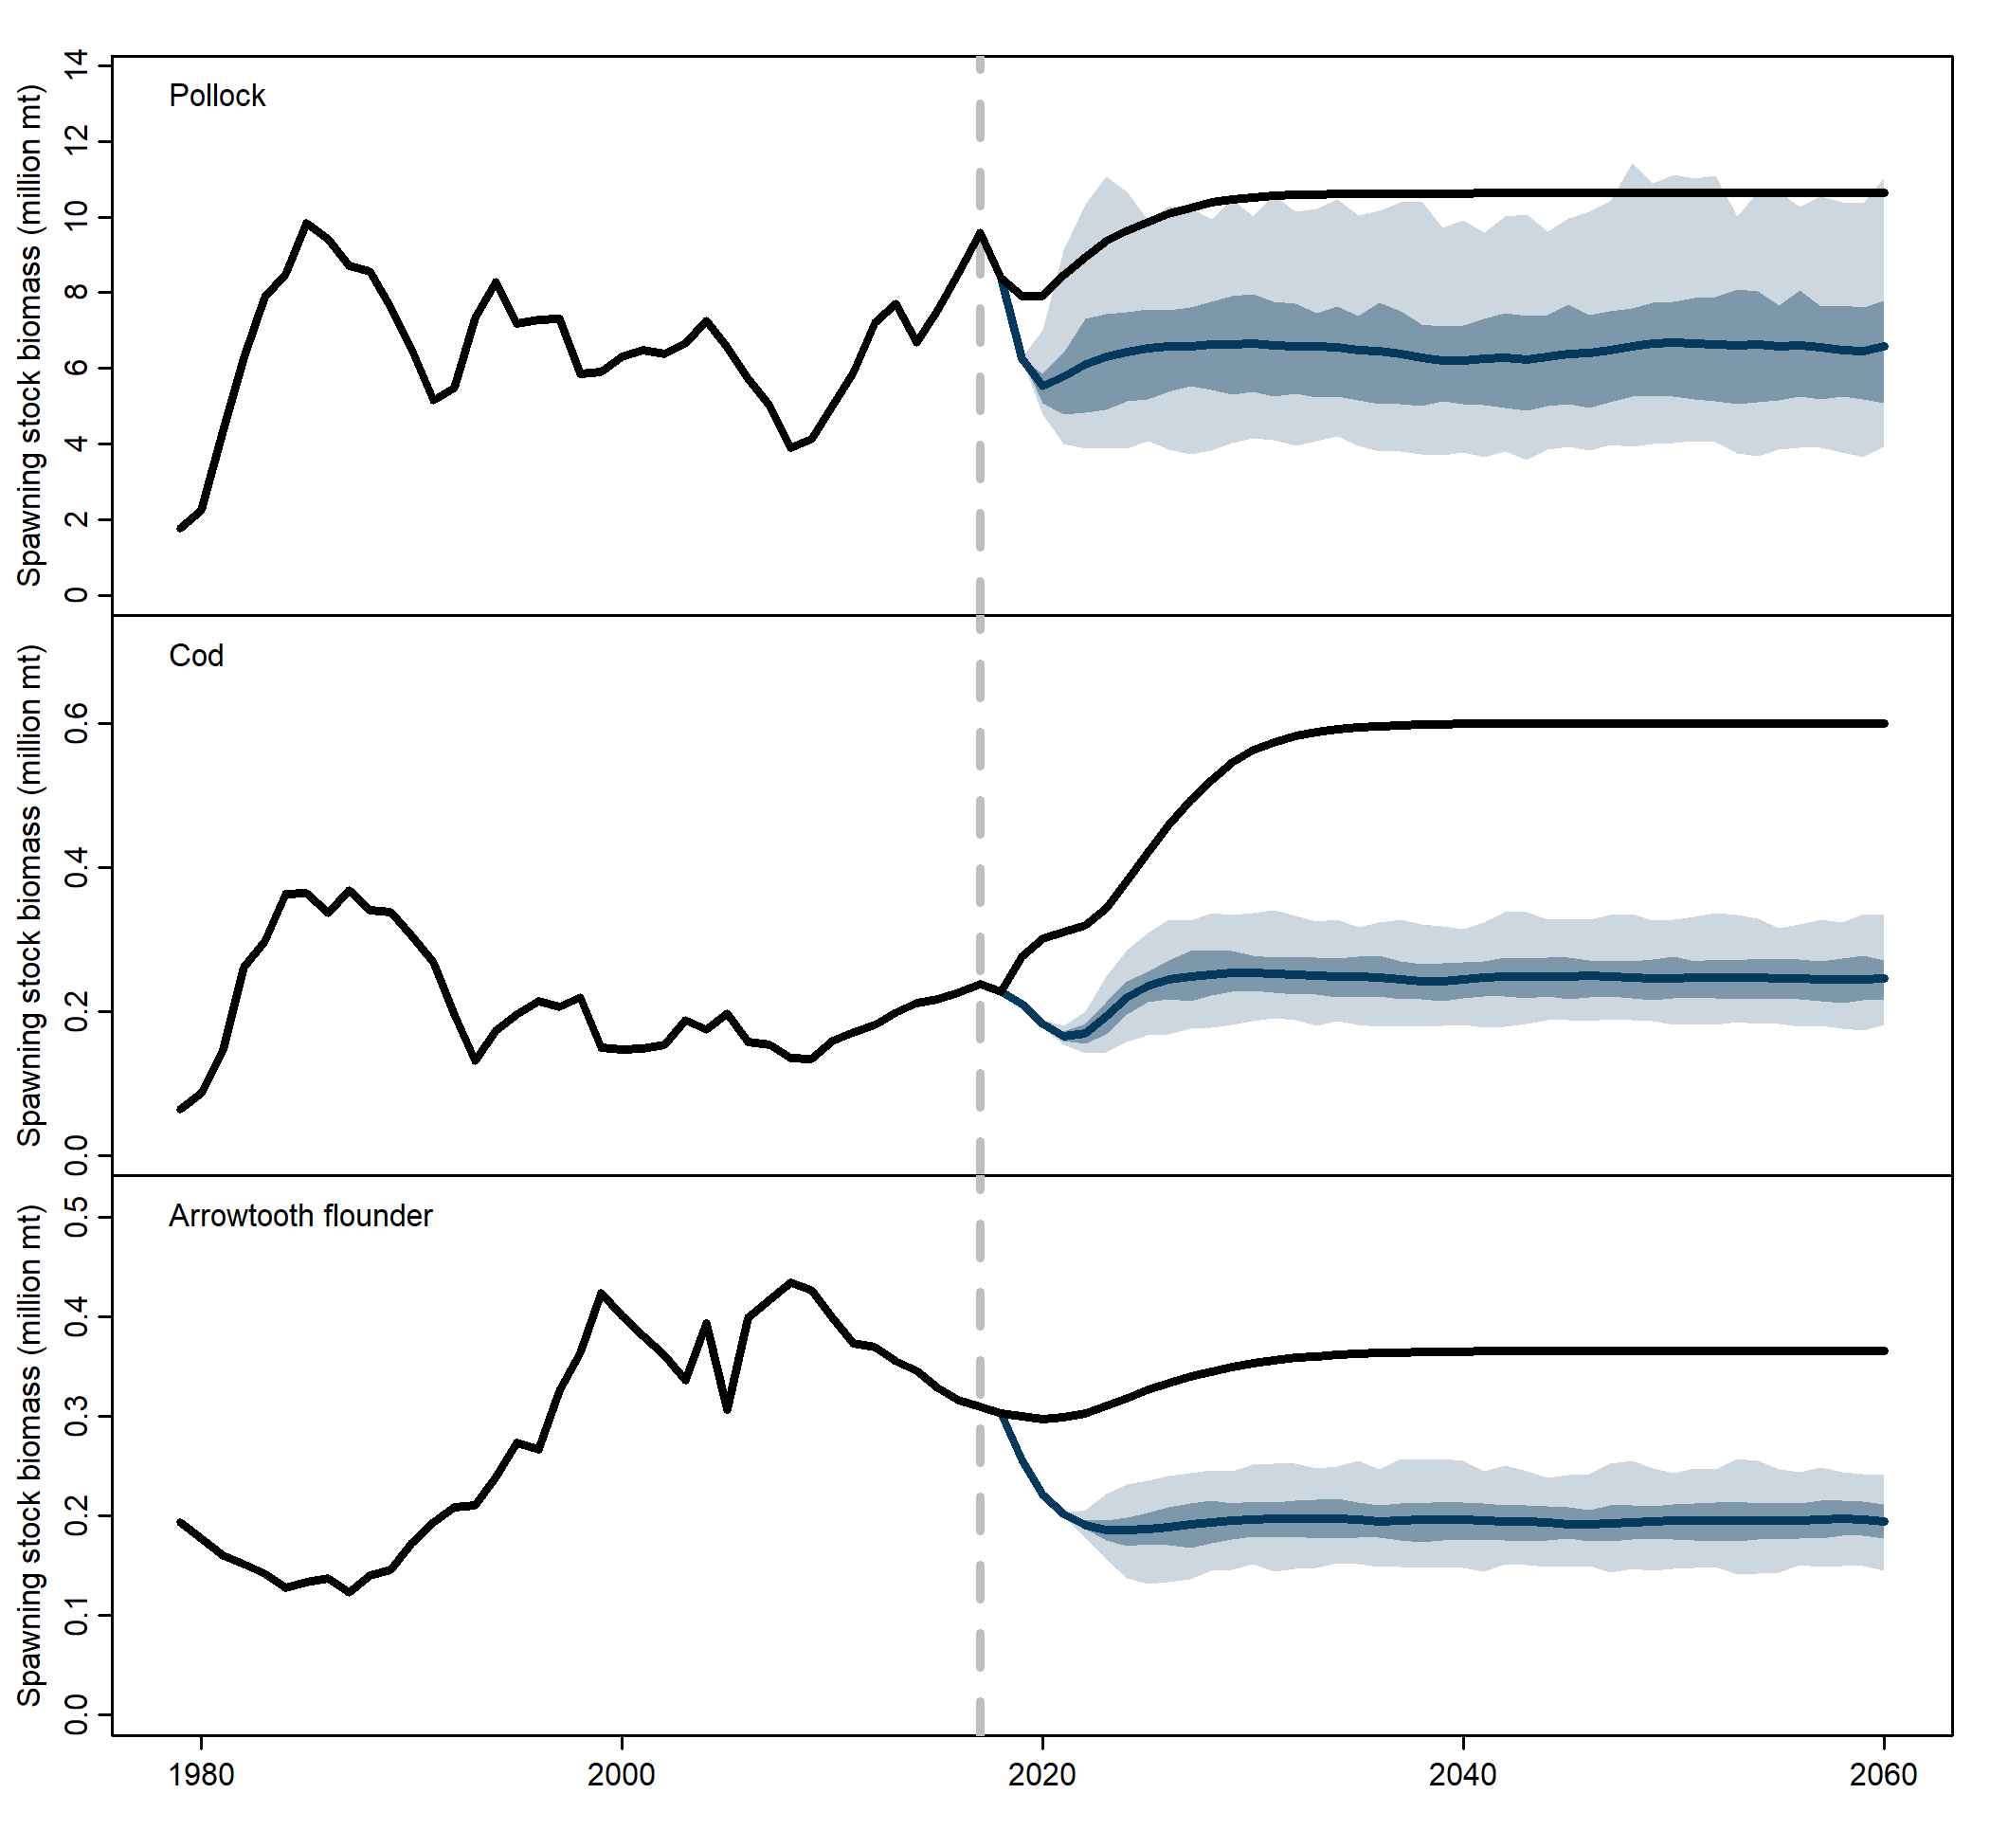 Pollock
Spawning stock biomass (million mt)
14
12
10
8
6
4
2
0
Cod
Spawning stock biomass (million mt)
0.6
0.4
0.2
0.0
Arrowtooth flounder
Spawning stock biomass (million mt)
0.5
0.4
0.3
0.2
0.1
0.0
1980 2000 2020 2040 2060